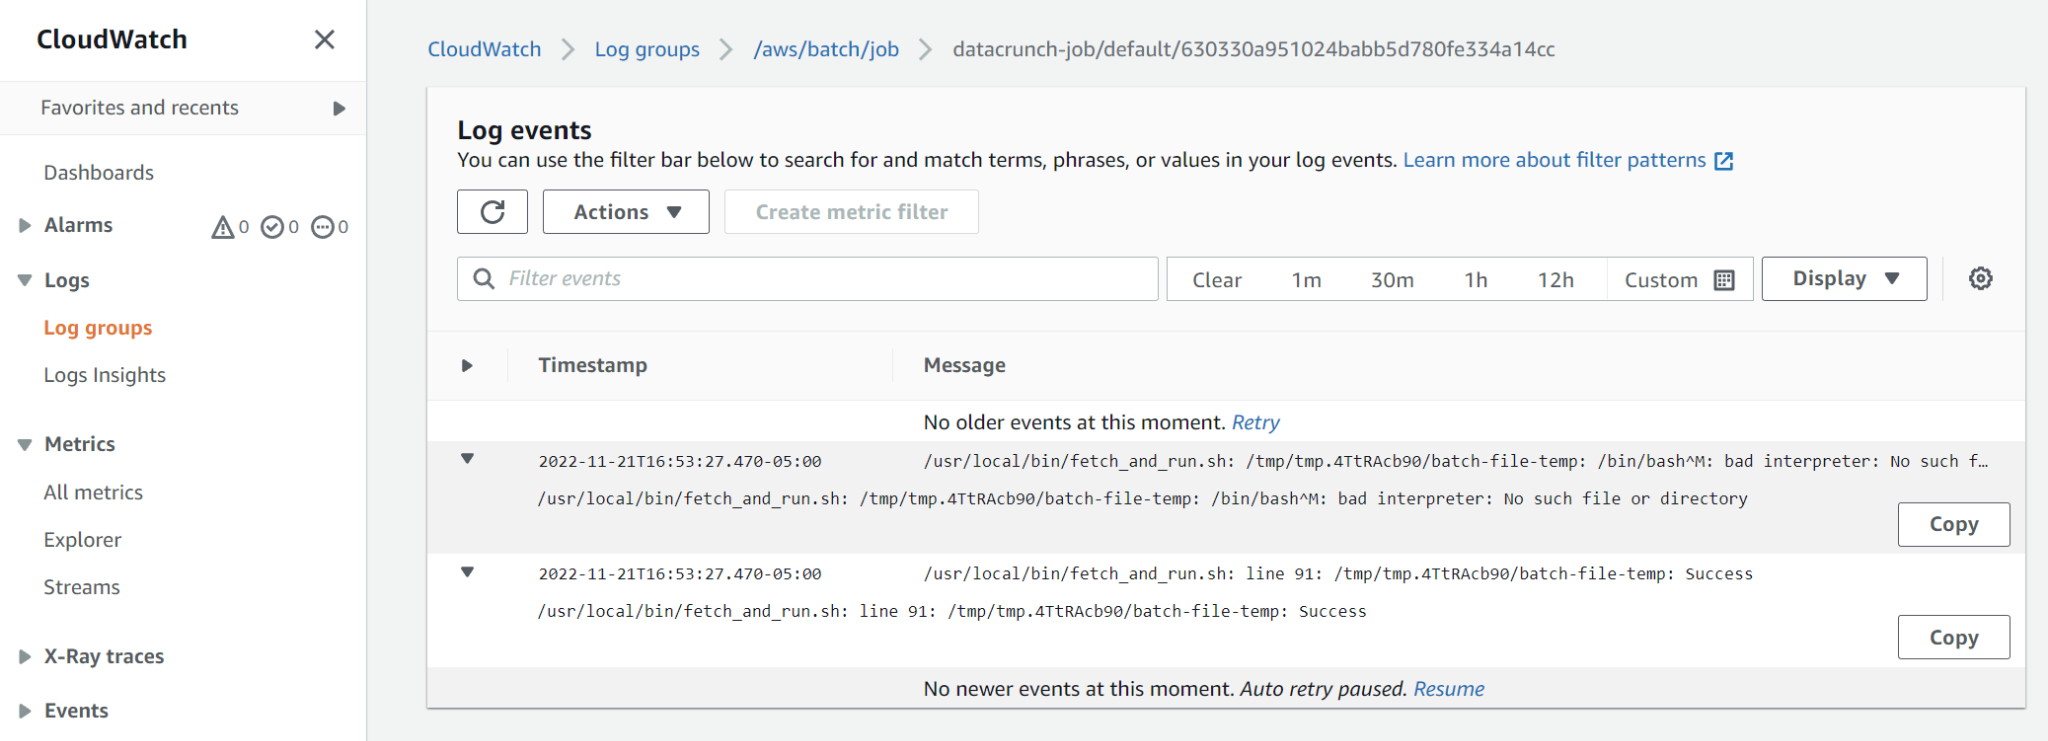 CloudWatch
Favorites and recents
Dashboards
Alarms 0 0 0
Logs
Log groups
Logs Insights
Metrics
All metrics
Explorer
Streams
X-Ray traces
Events
CloudWatch Log groups /aws/batch/job datacrunch-job/default/630330a951024babb5d780fe334a14cc
Log events
You can use the filter bar below to search for and match terms, phrases, or values in your log events. Learn more about filter patterns
Actions Create metric filter
Filter events Clear 1m 30m 1h 12h Custom Display
Timestamp Message
No older events at this moment. Retry
2022-11-21T16:53:27.470-05:00 /usr/local/bin/fetch_and_run.sh: /tmp/tmp.4TtRAcb90/batch-file-temp: /bin/bash^M: bad interpreter: No such f…
/usr/local/bin/fetch_and_run.sh: /tmp/tmp.4TtRAcb90/batch-file-temp: /bin/bash^M: bad interpreter: No such file or directory
Copy
2022-11-21T16:53:27.470-05:00 /usr/local/bin/fetch_and_run.sh: line 91: /tmp/tmp.4TtRAcb90/batch-file-temp: Success
/usr/local/bin/fetch_and_run.sh: line 91: /tmp/tmp.4TtRAcb90/batch-file-temp: Success
Copy
No newer events at this moment. Auto retry paused. Resume